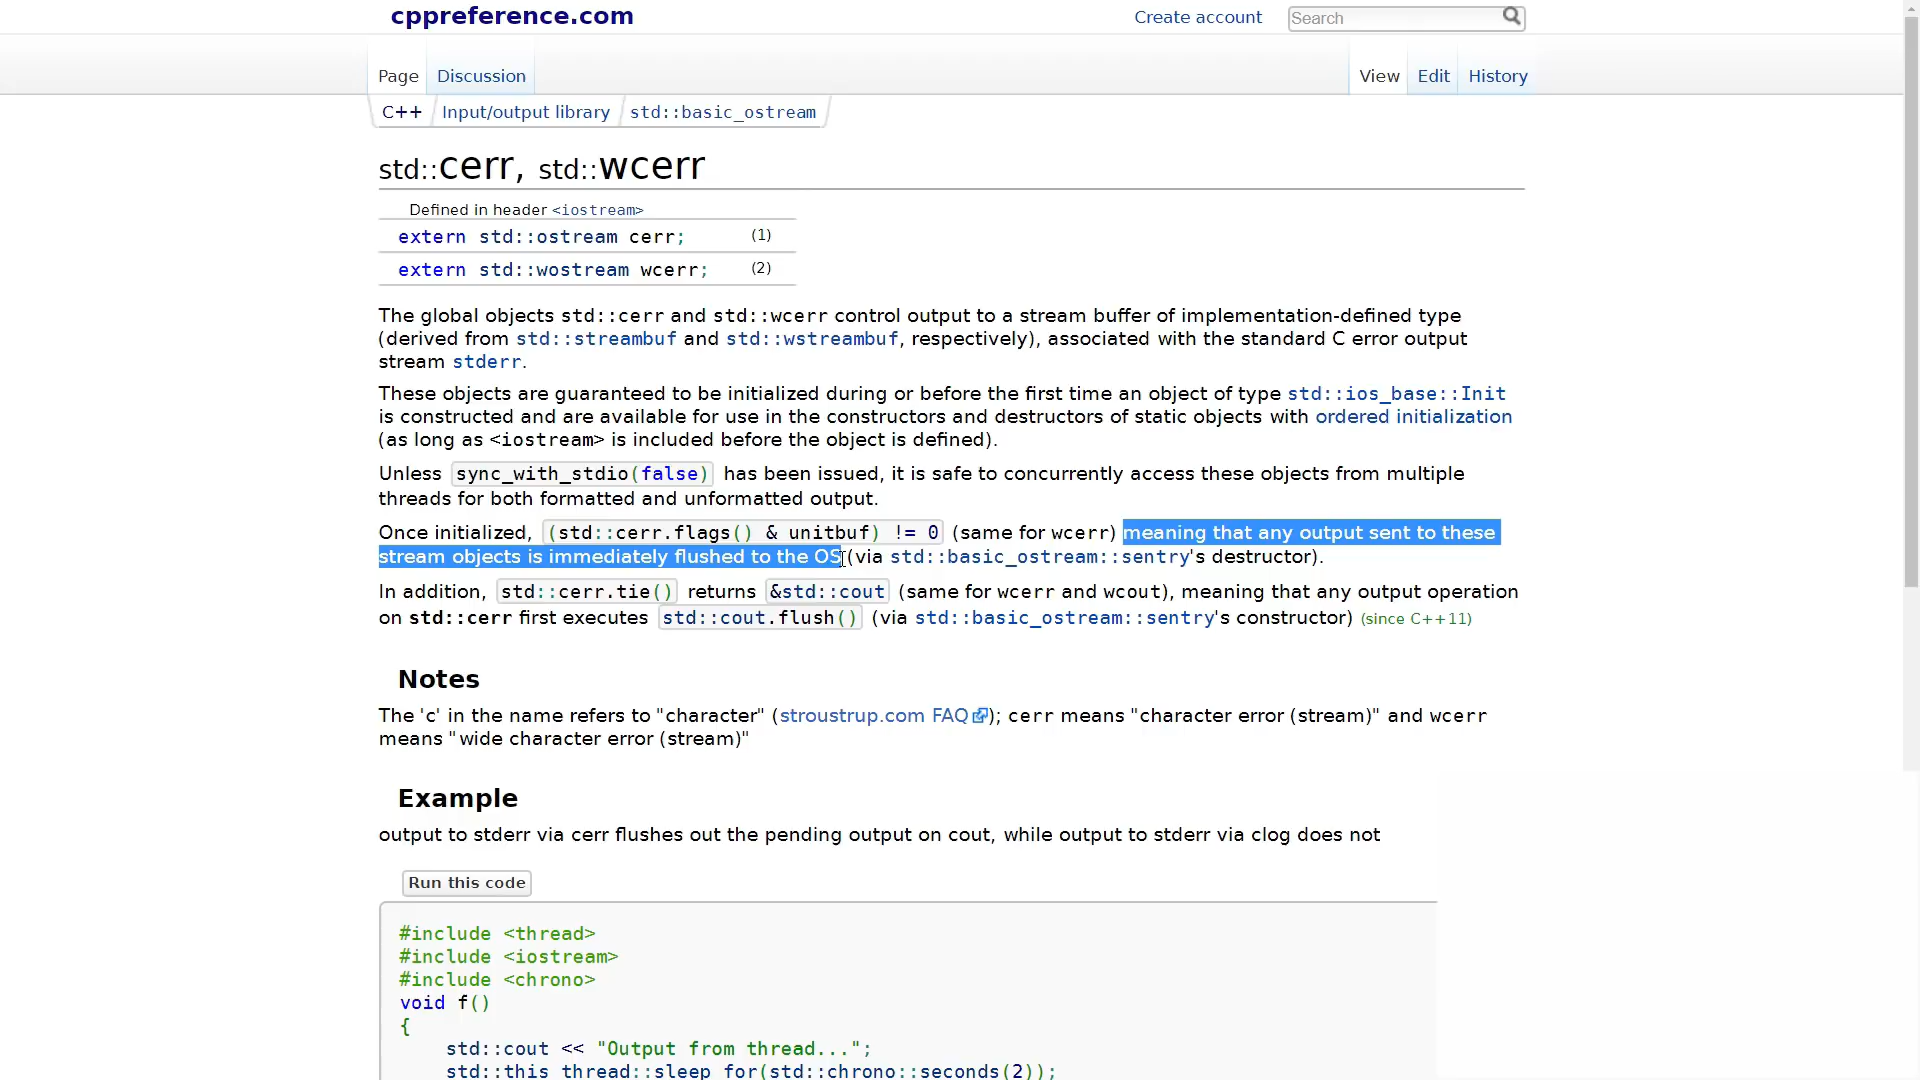 cppreference.com
Create account
Search
Page
Discussion
View
Edit
History
C++
Input/output library
std::basic_ostream
std::cerr, std::wcerr
Defined in header <iostream>
extern std::ostream cerr; (1)
extern std::wostream wcerr; (2)
The global objects std::cerr and std::wcerr control output to a stream buffer of implementation-defined type
(derived from std::streambuf and std::wstreambuf, respectively), associated with the standard C error output
stream stderr.
These objects are guaranteed to be initialized during or before the first time an object of type std::ios_base::Init
is constructed and are available for use in the constructors and destructors of static objects with ordered initialization
(as long as <iostream> is included before the object is defined).
Unless sync_with_stdio(false) has been issued, it is safe to concurrently access these objects from multiple
threads for both formatted and unformatted output.
Once initialized, (std::cerr.flags() & unitbuf) != 0 (same for wcerr) meaning that any output sent to these
stream objects is immediately flushed to the OS (via std::basic_ostream::sentry's destructor).
In addition, std::cerr.tie() returns &std::cout (same for wcerr and wcout), meaning that any output operation
on std::cerr first executes std::cout.flush() (via std::basic_ostream::sentry's constructor) (since C++11)
Notes
The 'c' in the name refers to "character" (stroustrup.com FAQ); cerr means "character error (stream)" and wcerr
means "wide character error (stream)"
Example
output to stderr via cerr flushes out the pending output on cout, while output to stderr via clog does not
Run this code
#include <thread>
#include <iostream>
#include <chrono>
void f()
{
std::cout << "Output from thread...";
std::this_thread::sleep_for(std::chrono::seconds(2));